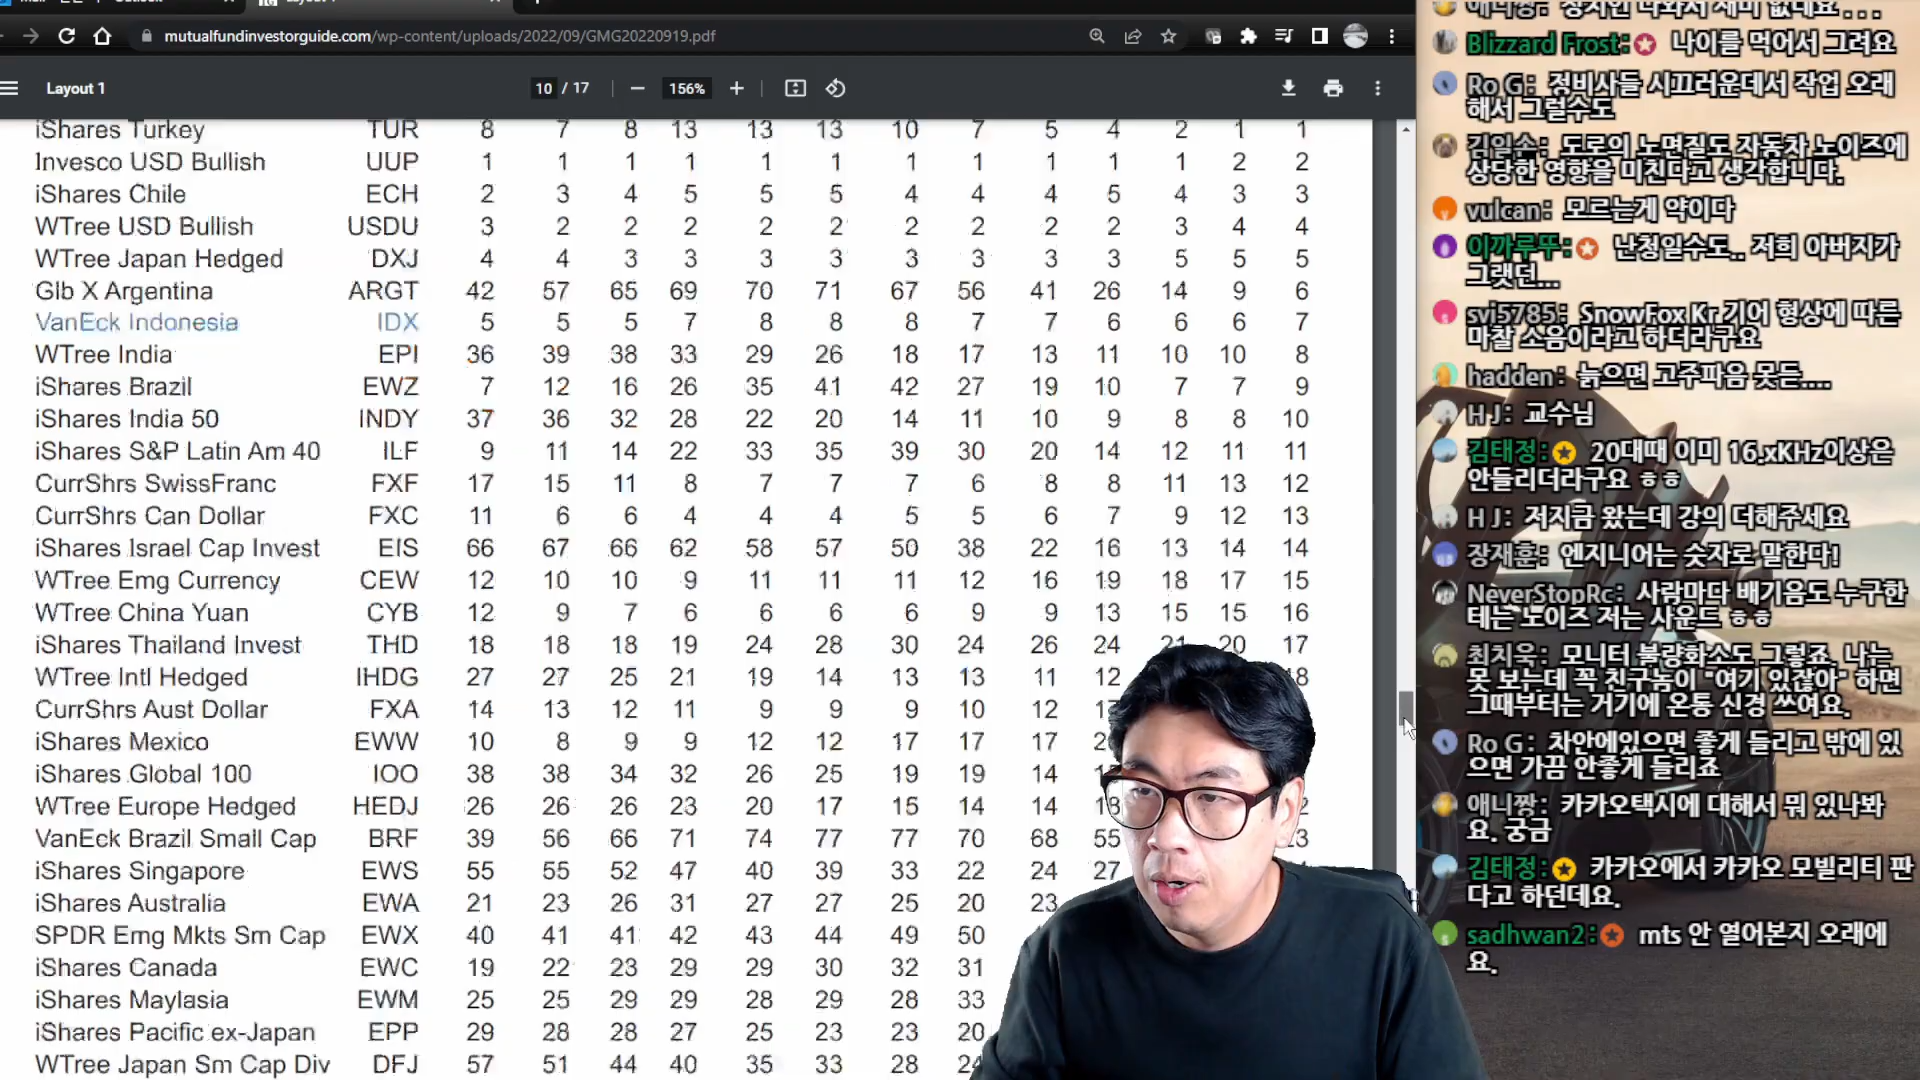 mutualfundinvestorguide.com/wp-content/uploads/2022/09/GMG20220919.pdf
Layout 1
10 / 17
156%
iShares Turkey TUR 8 7 8 13 13 13 10 7 5 4 2 1 1
Invesco USD Bullish UUP 1 1 1 1 1 1 1 1 1 1 1 2 2
iShares Chile ECH 2 3 4 5 5 5 4 4 4 5 4 3 3
WTree USD Bullish USDU 3 2 2 2 2 2 2 2 2 2 3 4 4
WTree Japan Hedged DXJ 4 4 3 3 3 3 3 3 3 3 5 5 5
Glb X Argentina ARGT 42 57 65 69 70 71 67 56 41 26 14 9 6
VanEck Indonesia IDX 5 5 5 7 8 8 8 7 7 6 6 6 7
WTree India EPI 36 39 38 33 29 26 18 17 13 11 10 10 8
iShares Brazil EWZ 7 12 16 26 35 41 42 27 19 10 7 7 9
iShares India 50 INDY 37 36 32 28 22 20 14 11 10 9 8 8 10
iShares S&P Latin Am 40 ILF 9 11 14 22 33 35 39 30 20 14 12 11 11
CurrShrs SwissFranc FXF 17 15 11 8 7 7 7 6 8 8 11 13 12
CurrShrs Can Dollar FXC 11 6 6 4 4 4 5 5 6 7 9 12 13
iShares Israel Cap Invest EIS 66 67 66 62 58 57 50 38 22 16 13 14 14
WTree Emg Currency CEW 12 10 10 9 11 11 11 12 16 19 18 17 15
WTree China Yuan CYB 12 9 7 6 6 6 6 9 9 13 15 15 16
iShares Thailand Invest THD 18 18 18 19 24 28 30 24 26 24 21 20 17
WTree Intl Hedged IHDG 27 27 25 21 19 14 13 13 11 12
CurrShrs Aust Dollar FXA 14 13 12 11 9 9 9 10 12
iShares Mexico EWW 10 8 9 9 12 12 17 17 17
iShares Global 100 IOO 38 38 34 32 26 25 19 19 14
WTree Europe Hedged HEDJ 26 26 26 23 20 17 15 14 14
VanEck Brazil Small Cap BRF 39 56 66 71 74 77 77 70 68 55
iShares Singapore EWS 55 55 52 47 40 39 33 22 24 27
iShares Australia EWA 21 23 26 31 27 27 25 20 23
SPDR Emg Mkts Sm Cap EWX 40 41 41 42 43 44 49 50
iShares Canada EWC 19 22 23 29 29 30 32 31
iShares Maylasia EWM 25 25 29 29 28 29 28 33
iShares Pacific ex-Japan EPP 29 28 28 27 25 23 23 20
WTree Japan Sm Cap Div DFJ 57 51 44 40 35 33 28 24
Blizzard Frost: 나이를 먹어서 그려요
Ro G: 정비사들 시끄러운데서 작업 오래
해서 그럴수도
김일손: 도로의 노면질도 자동차 노이즈에
상당한 영향을 미친다고 생각합니다.
vulcan: 모르는게 약이다
이까루뚜: 난청일수도.. 저희 아버지가
그랫던...
svi5785: SnowFox Kr 기어 형상에 따른
마찰 소음이라고 하더라구요
hadden: 늙으면 고주파음 못든....
H J: 교수님
김태정: 20대때 이미 16.xKHz이상은
안들리더라구요 ㅎㅎ
H J: 저지금 왔는데 강의 더해주세요
장재훈: 엔지니어는 숫자로 말한다!
NeverStopRc: 사람마다 배기음도 누구한
테는 노이즈 저는 사운드 ㅎㅎ
최치욱: 모니터 불량화소도 그렇죠. 나는
못 보는데 꼭 친구놈이 "여기 있잖아" 하면
그때부터는 거기에 온통 신경 쓰여요.
Ro G: 차안에있으면 좋게 들리고 밖에 있
으면 가끔 안좋게 들리죠
애니짱: 카카오택시에 대해서 뭐 있나봐
요. 궁금
김태정: 카카오에서 카카오 모빌리티 판
다고 하던데요.
sadhwan2: mts 안 열어본지 오래에
요.